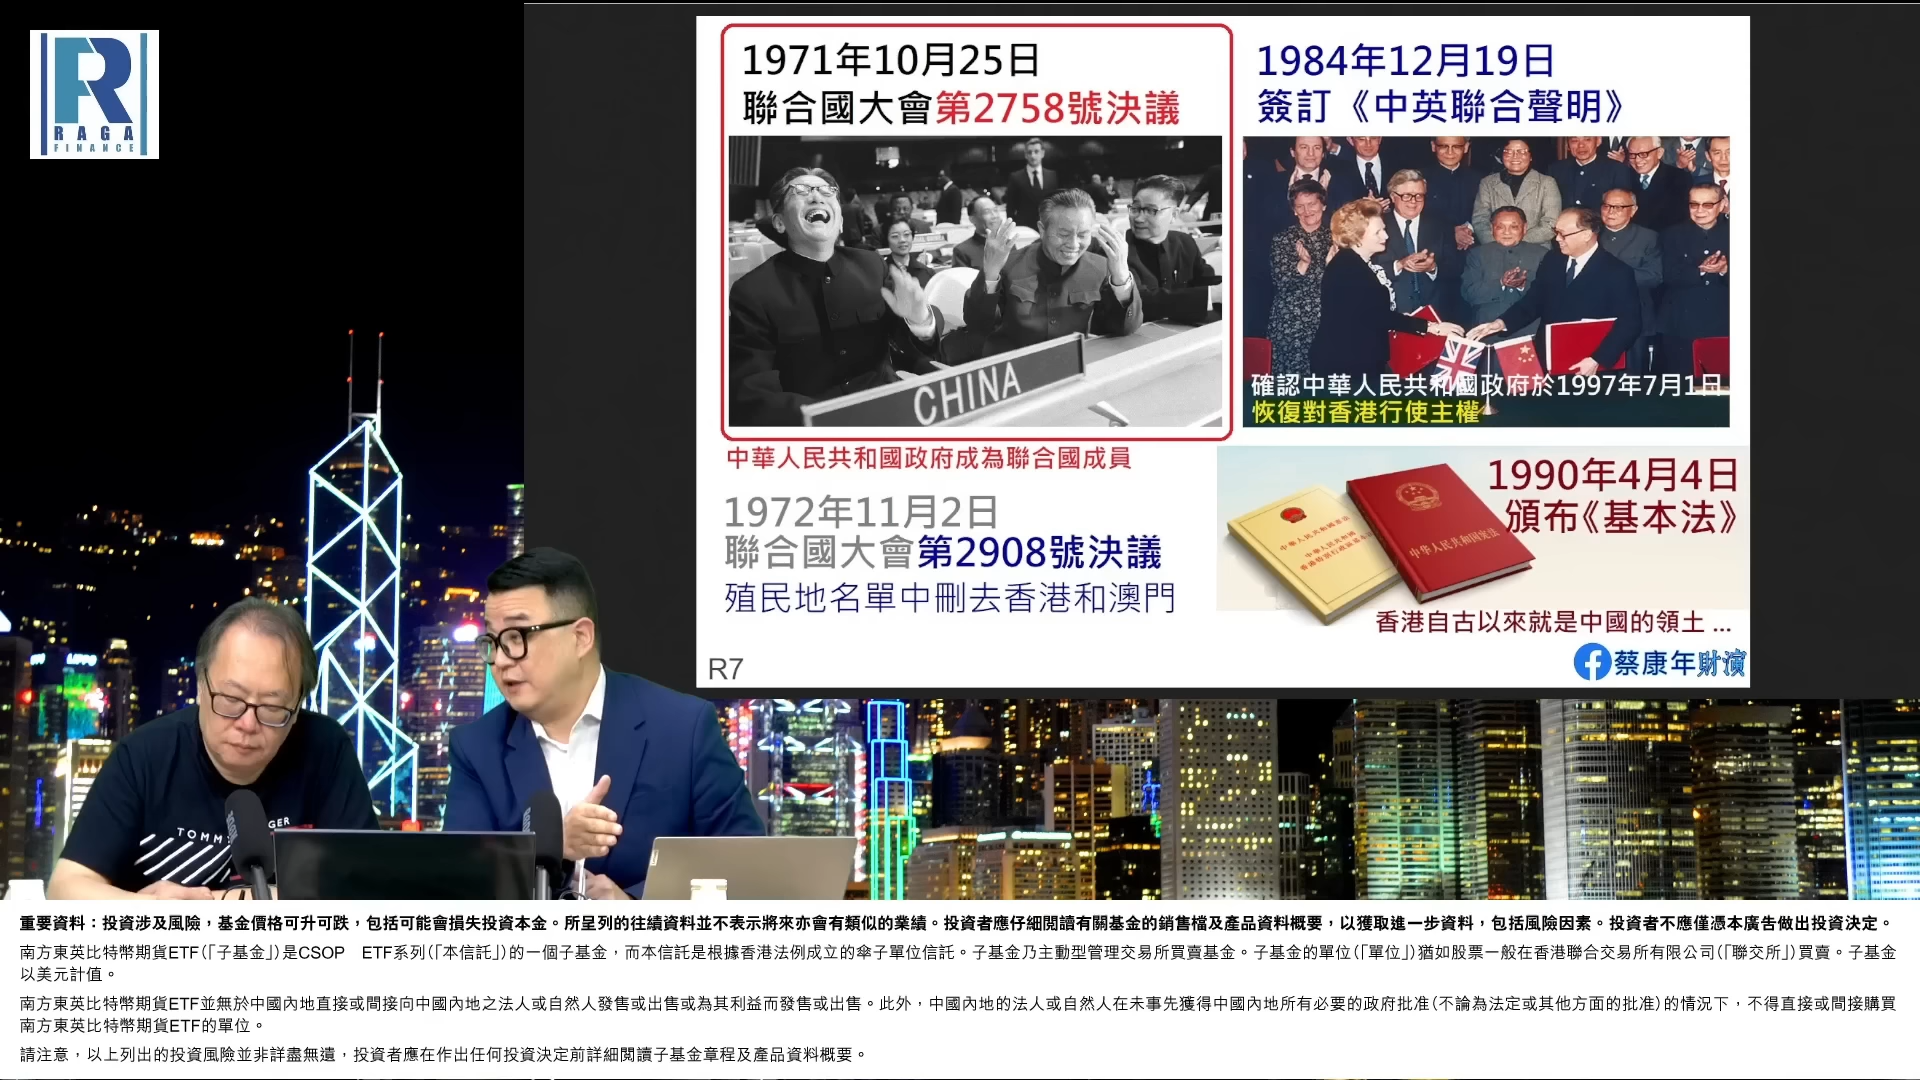 RAGA
FINANCE
1971年10月25日
聯合國大會第2758號決議
CHINA
中華人民共和國政府成為聯合國成員
1972年11月2日
聯合國大會第2908號決議
殖民地名單中刪去香港和澳門
R7
1984年12月19日
簽訂《中英聯合聲明》
確認中華人民共和國政府於1997年7月1日
恢復對香港行使主權
1990年4月4日
頒布《基本法》
中华人民共和国宪法
香港自古以來就是中國的領土 ...
蔡康年財演
LIPPO
TOMMY
GER
重要資料：投資涉及風險，基金價格可升可跌，包括可能會損失投資本金。所呈列的往績資料並不表示將來亦會有類似的業績。投資者應仔細閱讀有關基金的銷售檔及產品資料概要，以獲取進一步資料，包括風險因素。投資者不應僅憑本廣告做出投資決定。
南方東英比特幣期貨ETF(「子基金」)是CSOP ETF系列(「本信託」)的一個子基金，而本信託是根據香港法例成立的傘子單位信託。子基金乃主動型管理交易所買賣基金。子基金的單位(「單位」)猶如股票一般在香港聯合交易所有限公司(「聯交所」)買賣。子基金
以美元計值。
南方東英比特幣期貨ETF並無於中國內地直接或間接向中國內地之法人或自然人發售或出售或為其利益而發售或出售。此外，中國內地的法人或自然人在未事先獲得中國內地所有必要的政府批准(不論為法定或其他方面的批准)的情況下，不得直接或間接購買
南方東英比特幣期貨ETF的單位。
請注意，以上列出的投資風險並非詳盡無遺，投資者應在作出任何投資決定前詳細閱讀子基金章程及產品資料概要。